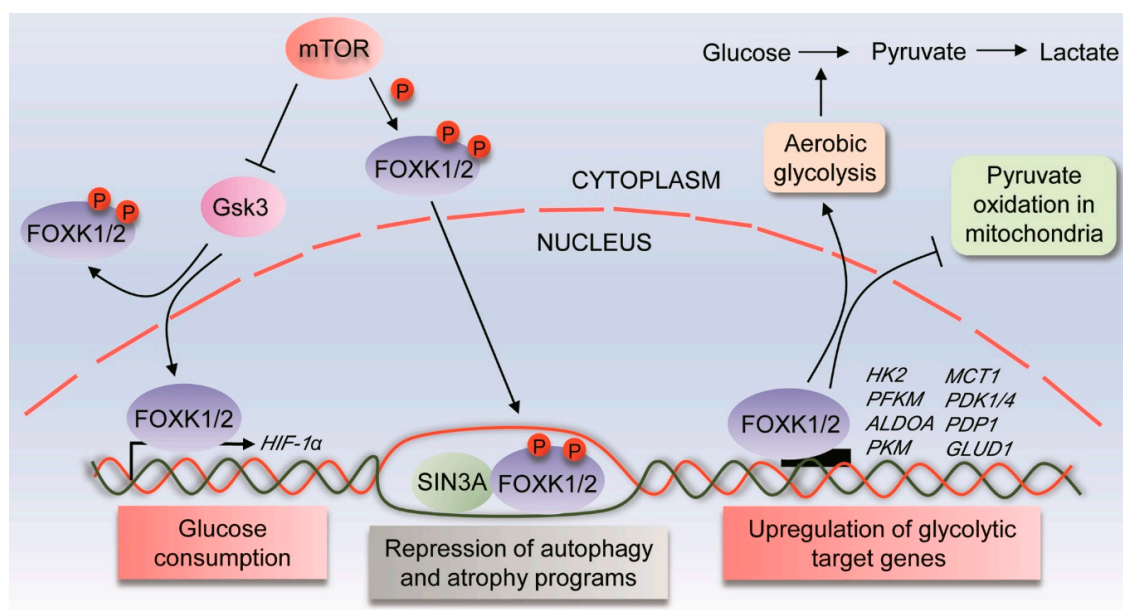 mTOR
P
Glucose
Pyruvate
Lactate
P
P
FOXK1/2
Aerobic
glycolysis
Pyruvate
oxidation in
mitochondria
CYTOPLASM
P
P
FOXK1/2
Gsk3
NUCLEUS
FOXK1/2
HIF-1α
P
P
SIN3A
FOXK1/2
FOXK1/2
HK2
PFKM
ALDOA
PKM
MCT1
PDK1/4
PDP1
GLUD1
Glucose
consumption
Repression of autophagy
and atrophy programs
Upregulation of glycolytic
target genes